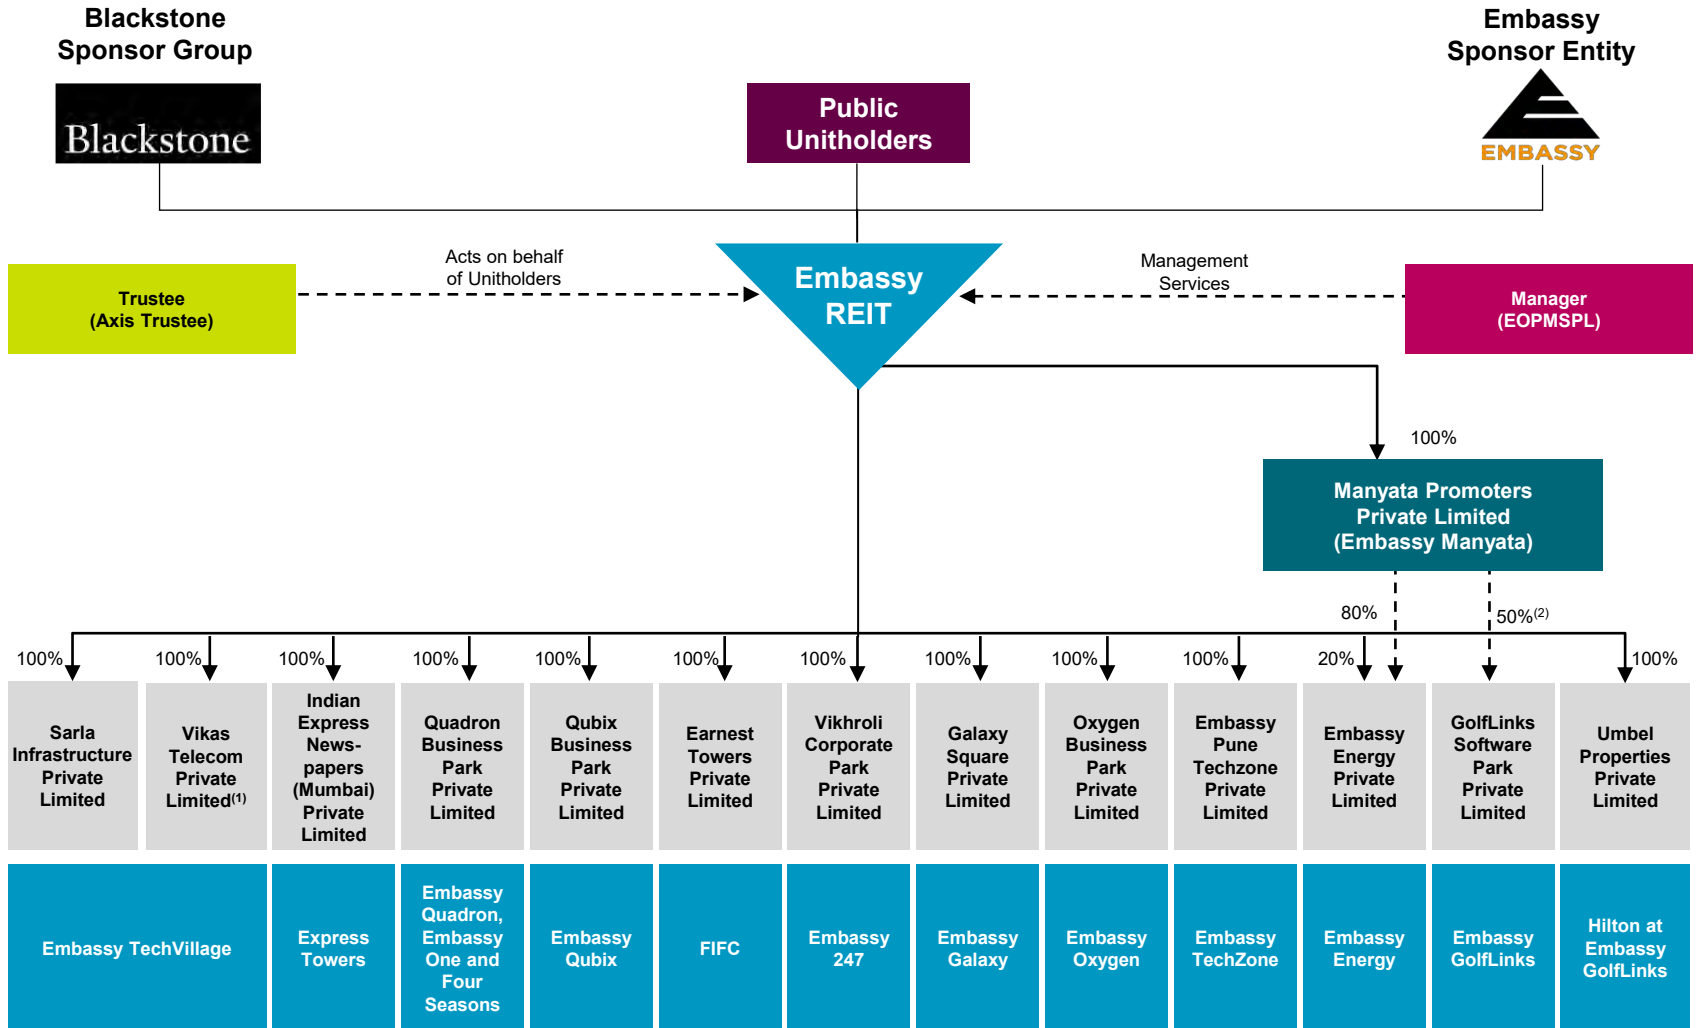 Blackstone
Sponsor Group
Blackstone
Public
Unitholders
Embassy
Sponsor Entity
EMBASSY
Trustee
(Axis Trustee)
Acts on behalf
of Unitholders
Embassy
REIT
Management
Services
Manager
(EOPMSPL)
100%
Manyata Promoters
Private Limited
(Embassy Manyata)
80%
50%(2)
100%
100%
100%
100%
100%
100%
100%
100%
100%
100%
20%
100%
Sarla
Infrastructure
Private
Limited
Vikas
Telecom
Private
Limited(1)
Indian
Express
News-
papers
(Mumbai)
Private
Limited
Quadron
Business
Park
Private
Limited
Qubix
Business
Park
Private
Limited
Earnest
Towers
Private
Limited
Vikhroli
Corporate
Park
Private
Limited
Galaxy
Square
Private
Limited
Oxygen
Business
Park
Private
Limited
Embassy
Pune
Techzone
Private
Limited
Embassy
Energy
Private
Limited
GolfLinks
Software
Park
Private
Limited
Umbel
Properties
Private
Limited
Embassy TechVillage
Express
Towers
Embassy
Quadron,
Embassy
One and
Four
Seasons
Embassy
Qubix
FIFC
Embassy
247
Embassy
Galaxy
Embassy
Oxygen
Embassy
TechZone
Embassy
Energy
Embassy
GolfLinks
Hilton at
Embassy
GolfLinks